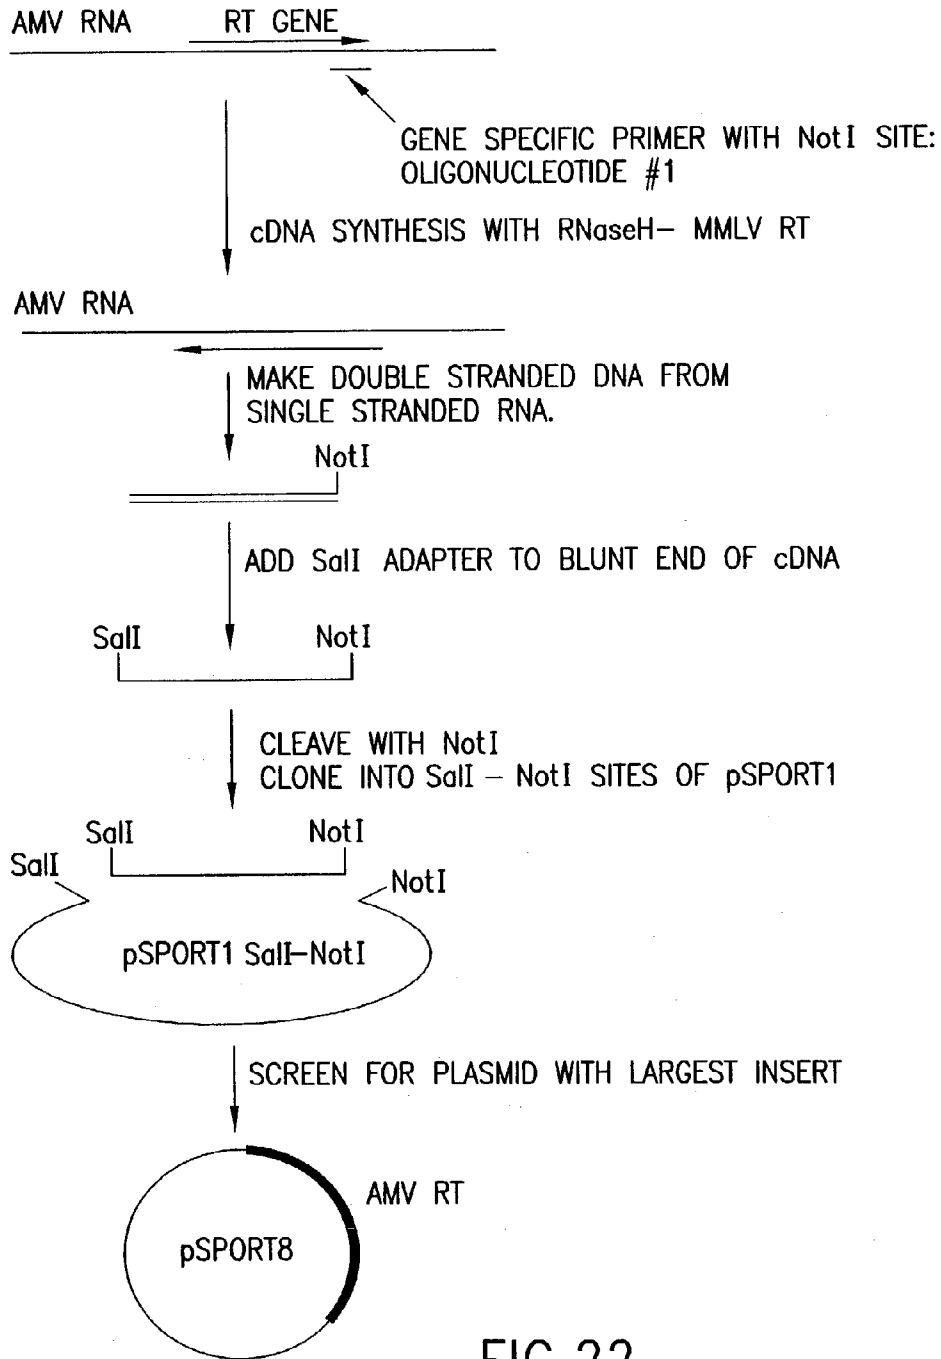 AMV RNA RT GENE
GENE SPECIFIC PRIMER WITH NotI SITE:
OLIGONUCLEOTIDE #1
cDNA SYNTHESIS WITH RNaseH– MMLV RT
AMV RNA
MAKE DOUBLE STRANDED DNA FROM
SINGLE STRANDED RNA.
NotI
ADD SalI ADAPTER TO BLUNT END OF cDNA
SalI NotI
CLEAVE WITH NotI
CLONE INTO SalI – NotI SITES OF pSPORT1
SalI NotI
SalI NotI
pSPORT1 SalI–NotI
SCREEN FOR PLASMID WITH LARGEST INSERT
AMV RT
pSPORT8
FIG.22